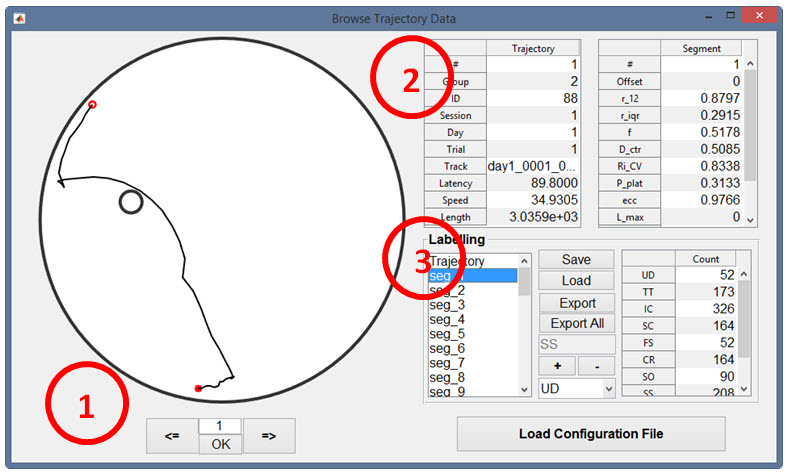 Browse Trajectory Data
1
<=
1
OK
=>
2
Trajectory
# 1
Group 2
ID 88
Session 1
Day 1
Trial 1
Track day1_0001_0...
Latency 89.8000
Speed 34.9305
Length 3.0359e+03
Segment
# 1
Offset 0
r_12 0.8797
r_iqr 0.2915
f 0.5178
D_ctr 0.5085
Ri_CV 0.8338
P_plat 0.3133
ecc 0.9766
L_max 0
3
Labelling
Trajectory
seg
seg_2
seg_3
seg_4
seg_5
seg_6
seg_7
seg_8
seg_9
Save
Load
Export
Export All
SS
+ -
UD
Count
UD 52
TT 173
IC 326
SC 164
FS 52
CR 164
SO 90
SS 208
Load Configuration File